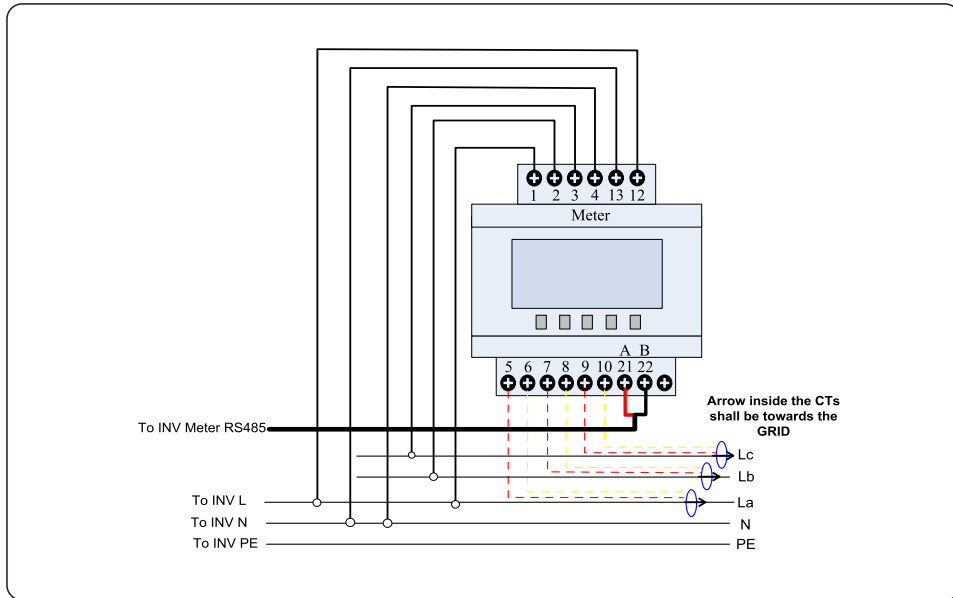 1 2 3 4 13 12
Meter
A B
5 6 7 8 9 10 21 22
Arrow inside the CTs
shall be towards the
GRID
To INV Meter RS485
Lc
Lb
To INV L
La
To INV N
N
To INV PE
PE